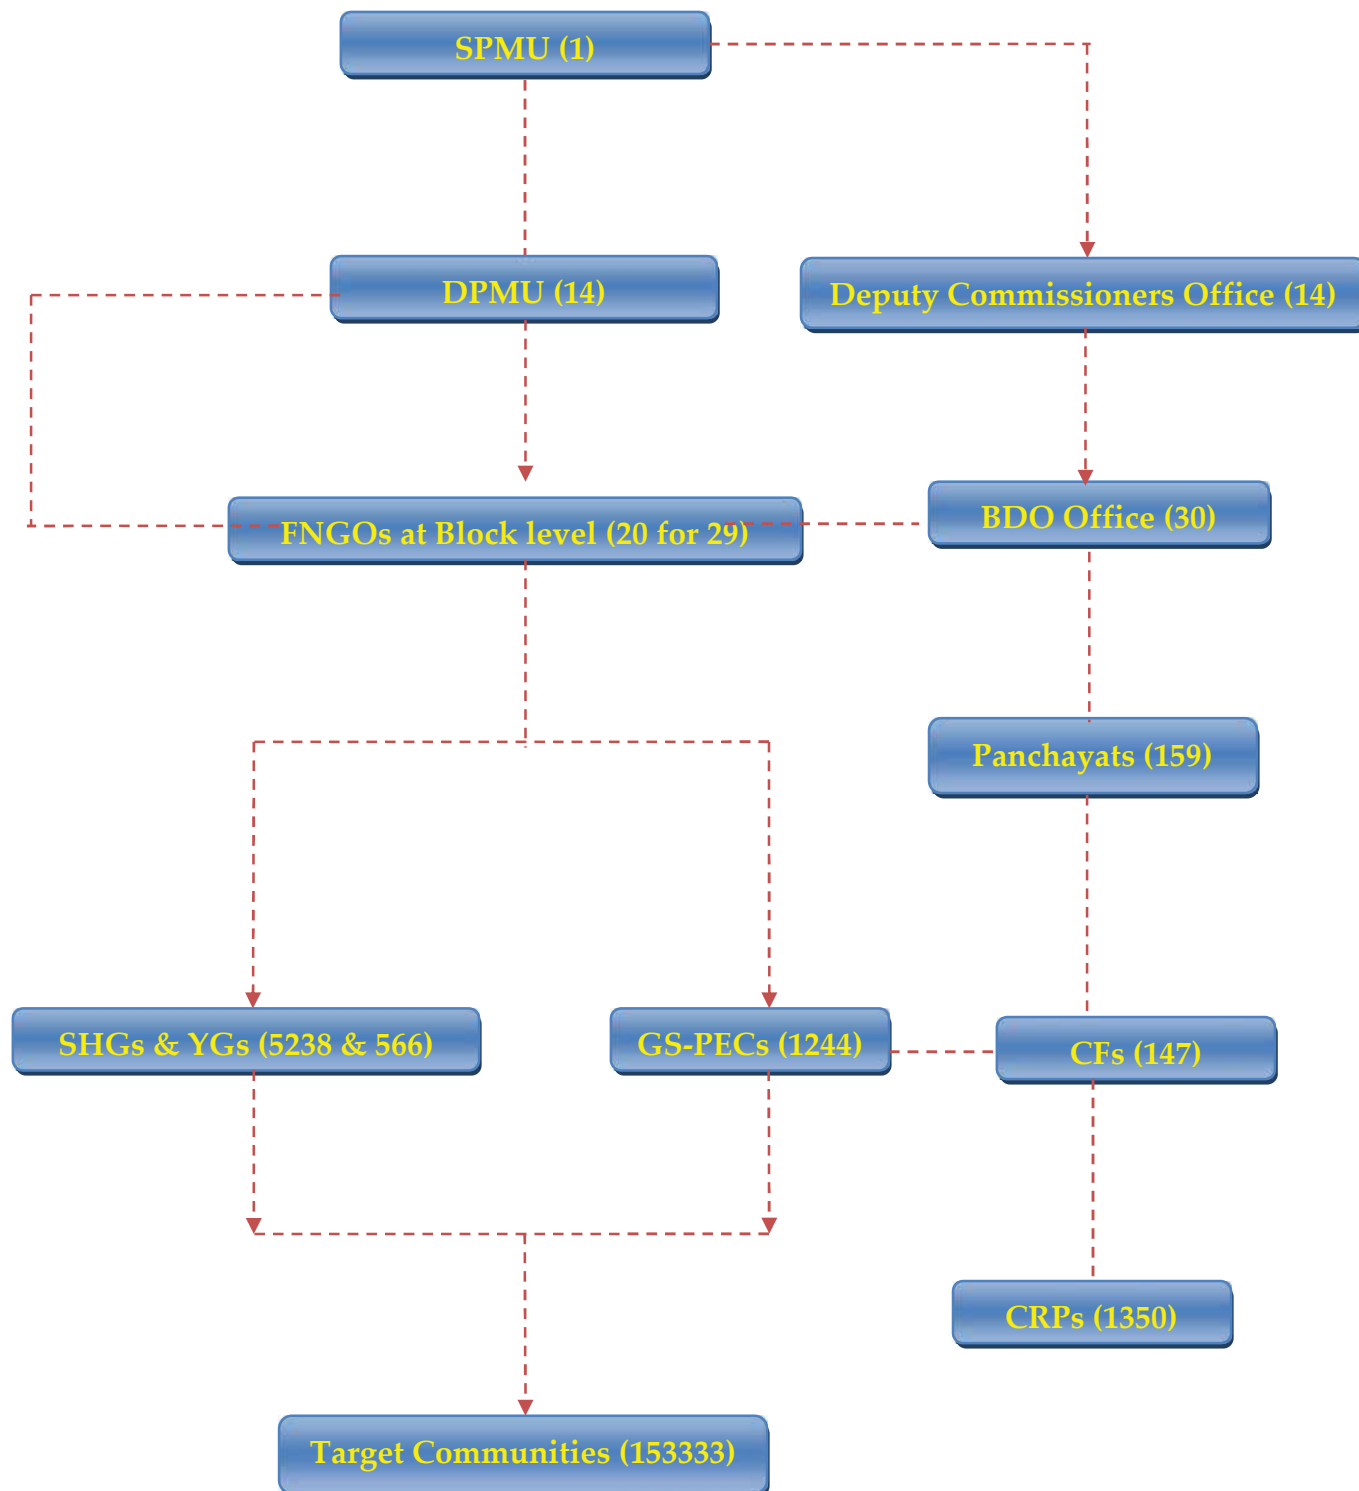 SPMU (1)
DPMU (14)
Deputy Commissioners Office (14)
FNGOs at Block level (20 for 29)
BDO Office (30)
Panchayats (159)
SHGs & YGs (5238 & 566)
GS-PECs (1244)
CFs (147)
CRPs (1350)
Target Communities (153333)